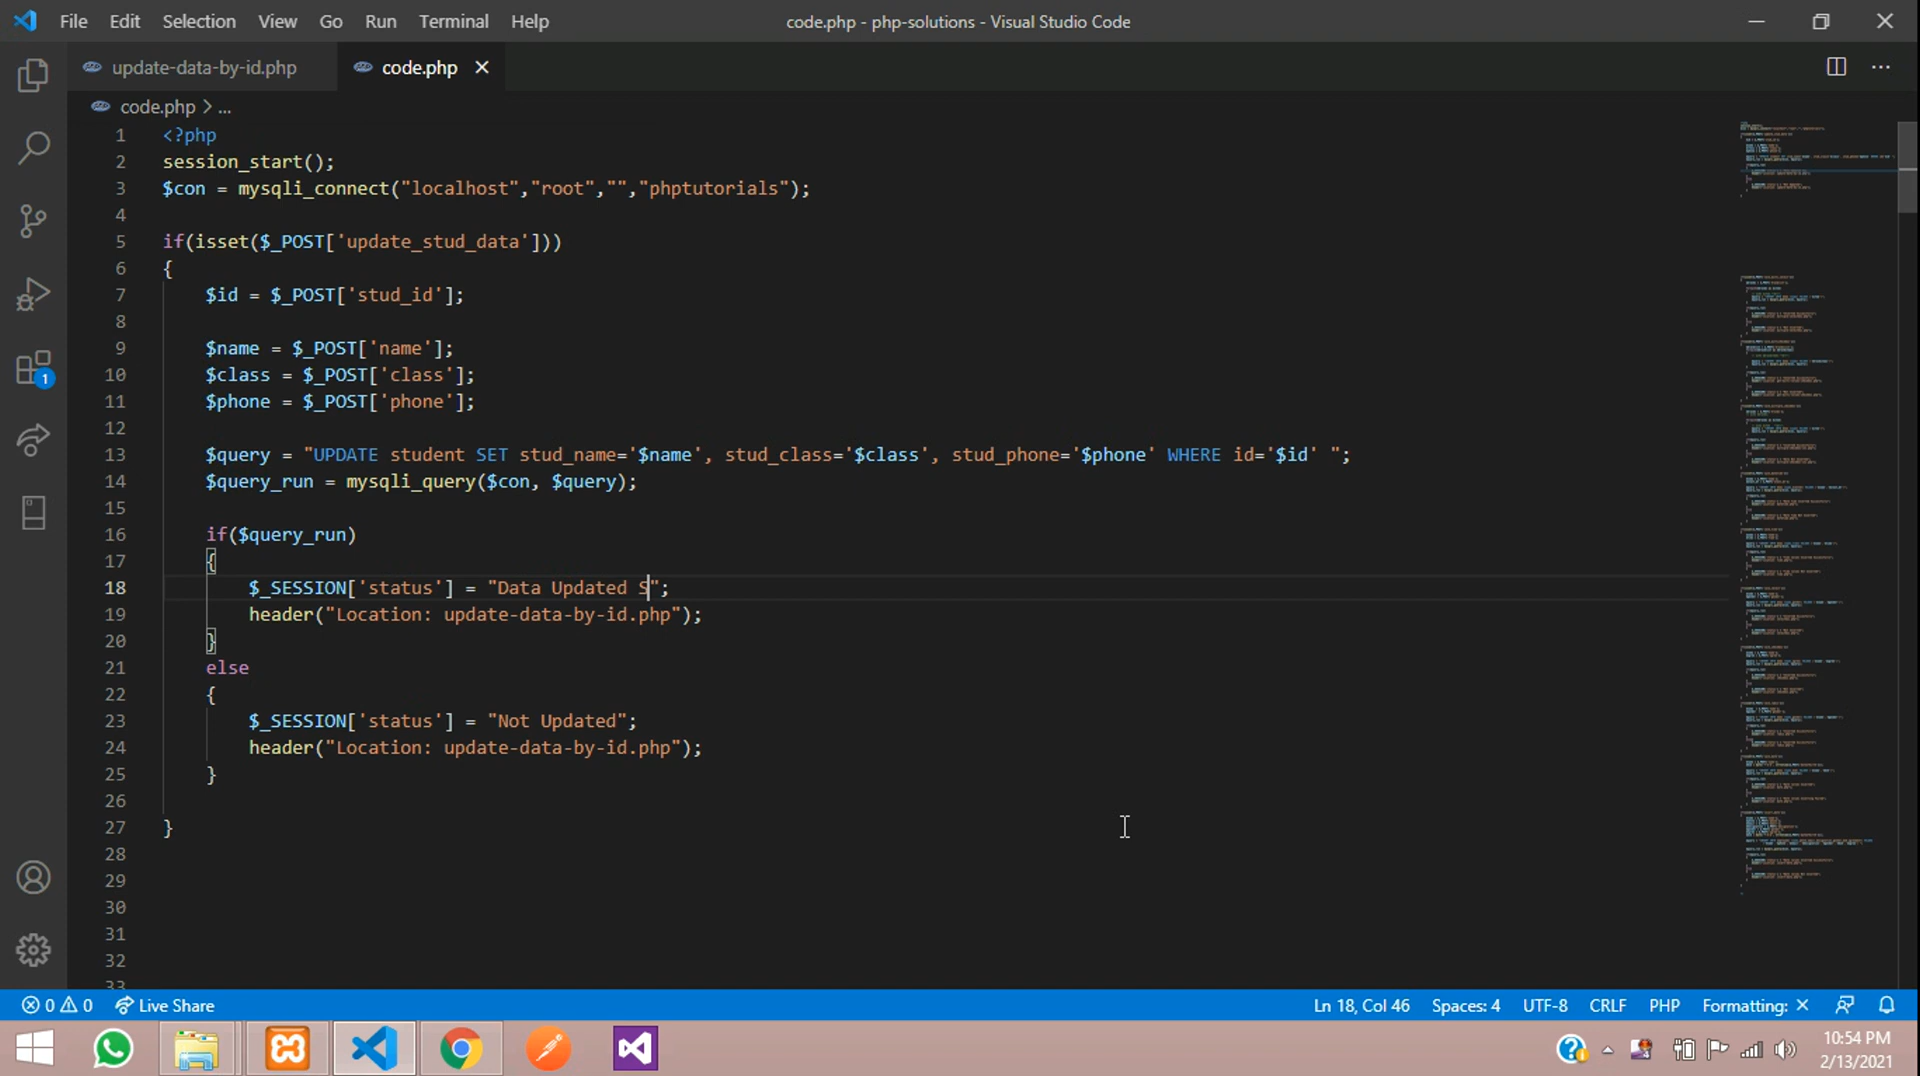 File Edit Selection View Go Run Terminal Help code.php - php-solutions - Visual Studio Code
update-data-by-id.php code.php
code.php > ...
1 <?php
2 session_start();
3 $con = mysqli_connect("localhost","root","","phptutorials");
4
5 if(isset($_POST['update_stud_data']))
6 {
7 $id = $_POST['stud_id'];
8
9 $name = $_POST['name'];
10 $class = $_POST['class'];
11 $phone = $_POST['phone'];
12
13 $query = "UPDATE student SET stud_name='$name', stud_class='$class', stud_phone='$phone' WHERE id='$id' ";
14 $query_run = mysqli_query($con, $query);
15
16 if($query_run)
17 {
18 $_SESSION['status'] = "Data Updated S";
19 header("Location: update-data-by-id.php");
20 }
21 else
22 {
23 $_SESSION['status'] = "Not Updated";
24 header("Location: update-data-by-id.php");
25 }
26
27 }
28
29
30
31
32
33
1
0 0 Live Share Ln 18, Col 46 Spaces: 4 UTF-8 CRLF PHP Formatting: ×
10:54 PM
2/13/2021